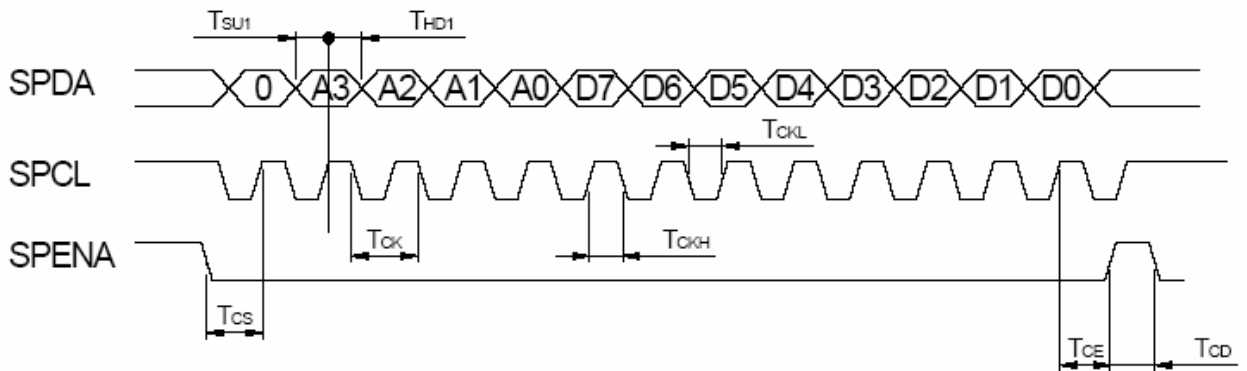 TSU1 THD1
SPDA 0 A3 A2 A1 A0 D7 D6 D5 D4 D3 D2 D1 D0
TCKL
SPCL
TCK TCKH
SPENA
TCS
TCE TCD